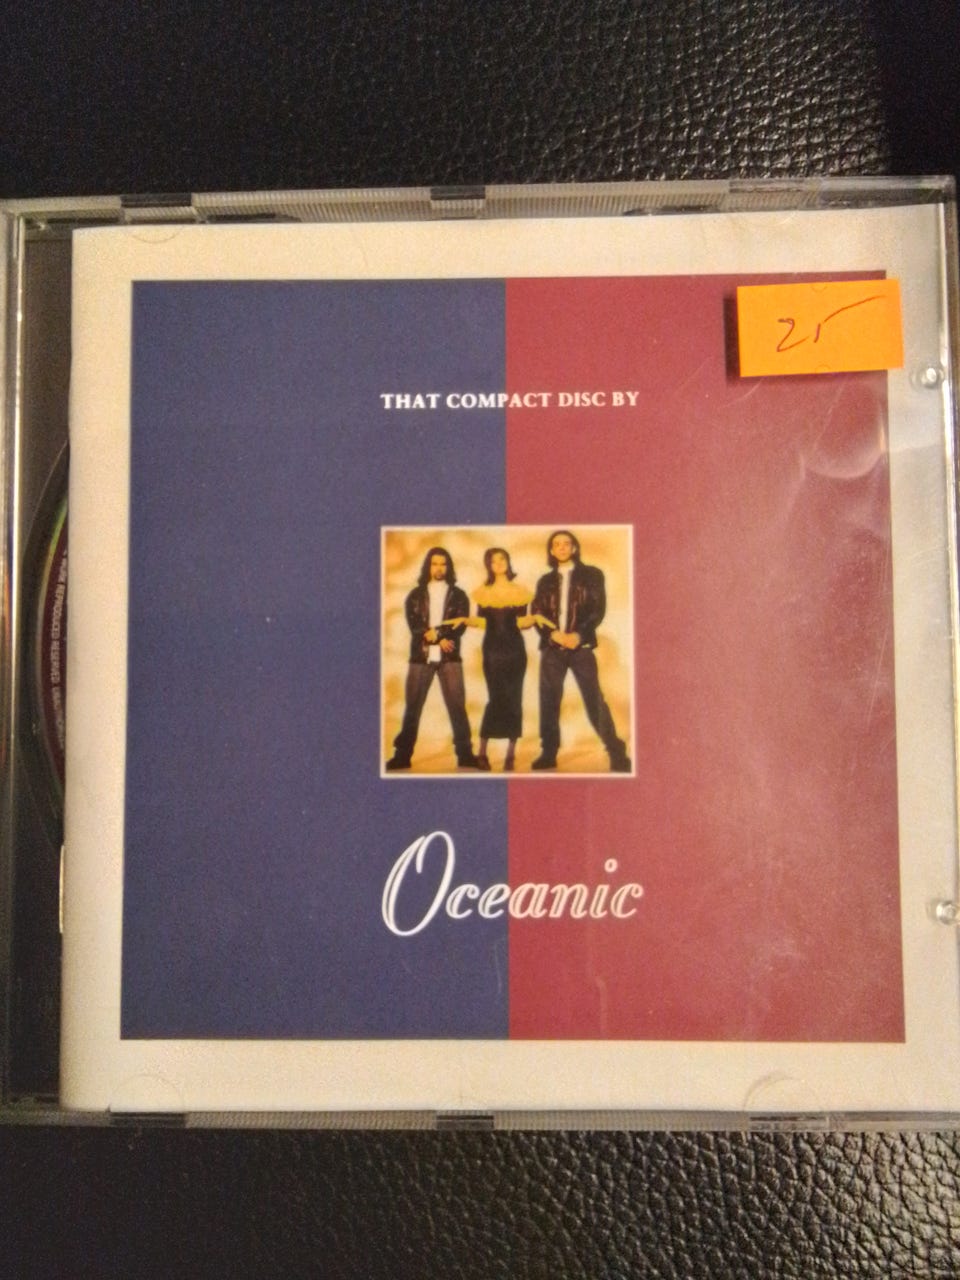 25
THAT COMPACT DISC BY
Oceanic